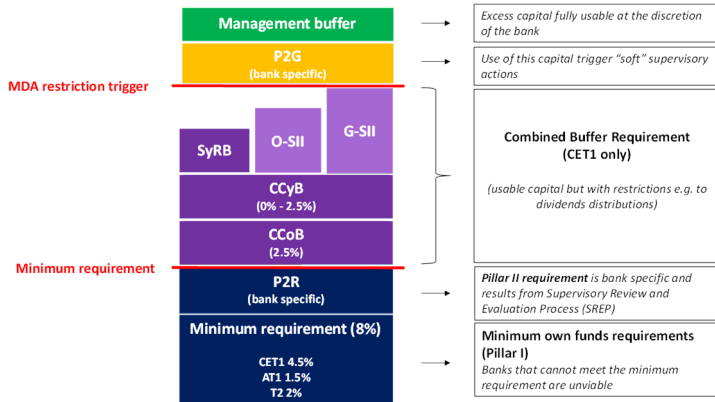 Management buffer
Excess capital fully usable at the discretion
of the bank
P2G
(bank specific)
Use of this capital trigger “soft” supervisory
actions
MDA restriction trigger
SyRB
O-SII
G-SII
Combined Buffer Requirement
(CET1 only)
(usable capital but with restrictions e.g. to
dividends distributions)
CCyB
(0% - 2.5%)
CCoB
(2.5%)
Minimum requirement
P2R
(bank specific)
Pillar II requirement is bank specific and
results from Supervisory Review and
Evaluation Process (SREP)
Minimum requirement (8%)
CET1 4.5%
AT1 1.5%
T2 2%
Minimum own funds requirements
(Pillar I)
Banks that cannot meet the minimum
requirement are unviable